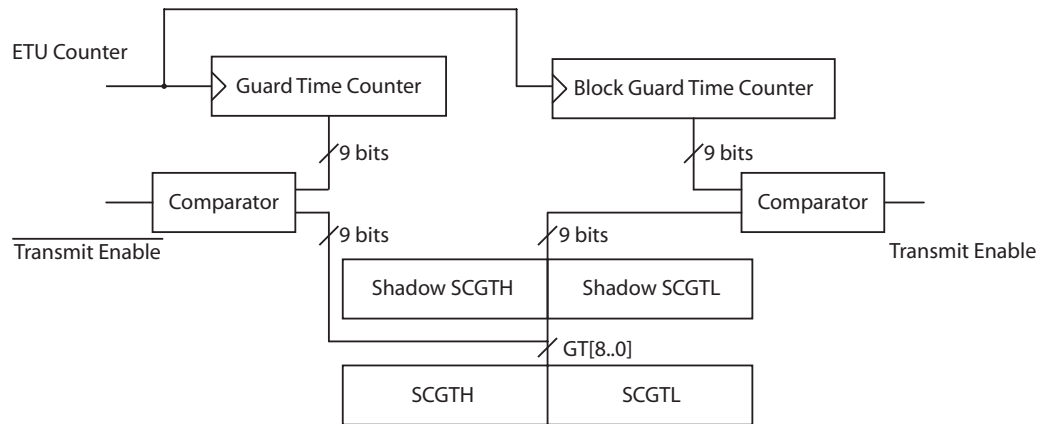 ETU Counter
Guard Time Counter
Block Guard Time Counter
9 bits
9 bits
Comparator
Comparator
Transmit Enable
9 bits
9 bits
Transmit Enable
Shadow SCGTH
Shadow SCGTL
GT[8..0]
SCGTH
SCGTL